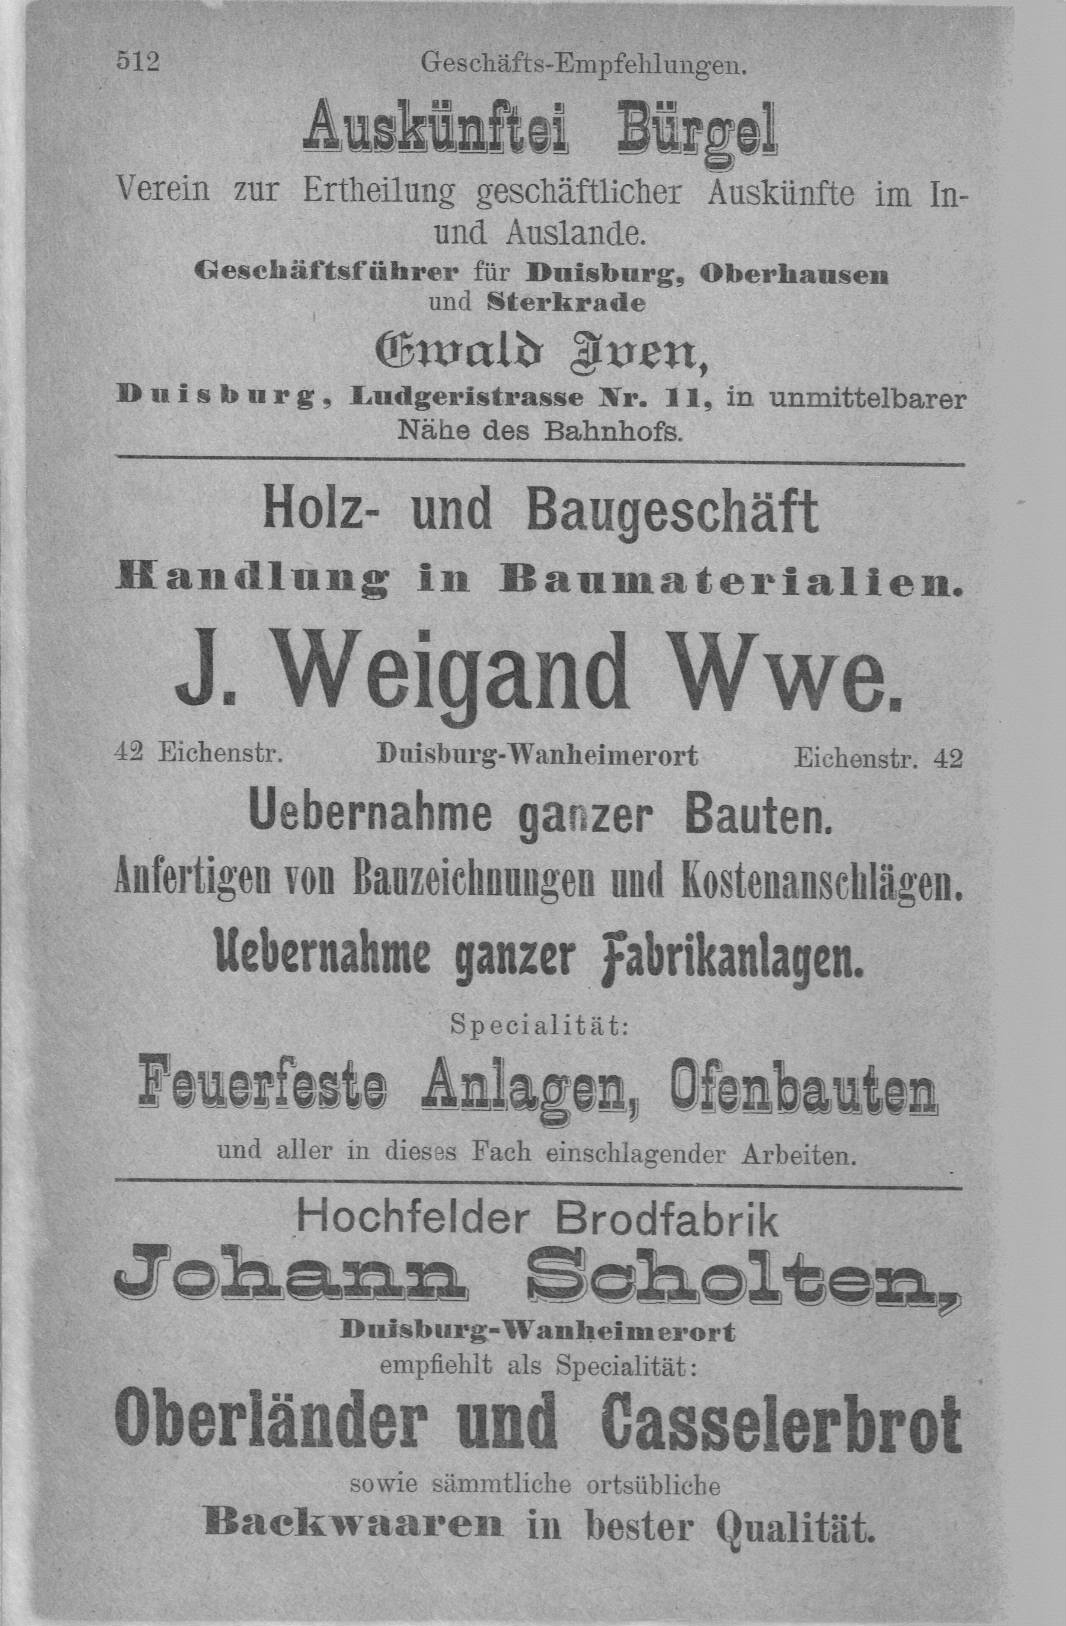 512 Geschäfts-Empfehlungen.
Auskünftei Bürgel
Verein zur Ertheilung geschäftlicher Auskünfte im In-
und Auslande.
Geschäftsführer für Duisburg, Oberhausen
und Sterkrade
Ewald Iven,
Duisburg, Ludgeristrasse Nr. 11, in unmittelbarer
Nähe des Bahnhofs.
Holz- und Baugeschäft
Handlung in Baumaterialien.
J. Weigand Wwe.
42 Eichenstr. Duisburg-Wanheimerort Eichenstr. 42
Uebernahme ganzer Bauten.
Anfertigen von Bauzeichnungen und Kostenanschlägen.
Uebernahme ganzer Fabrikanlagen.
Specialität:
Feuerfeste Anlagen, Ofenbauten
und aller in dieses Fach einschlagender Arbeiten.
Hochfelder Brodfabrik
Johann Scholten,
Duisburg-Wanheimerort
empfiehlt als Specialität:
Oberländer und Casselerbrot
sowie sämmtliche ortsübliche
Backwaaren in bester Qualität.